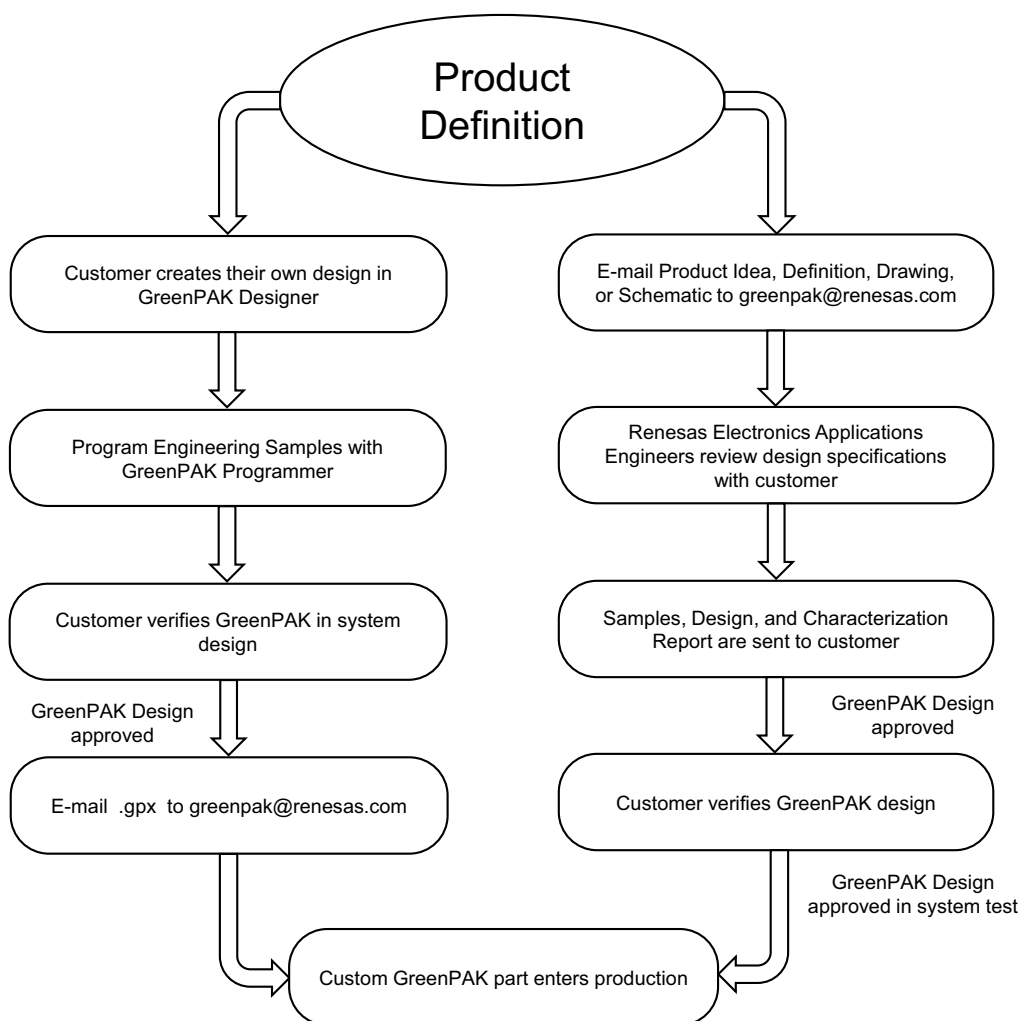 Product
Definition
Customer creates their own design in
GreenPAK Designer
Program Engineering Samples with
GreenPAK Programmer
Customer verifies GreenPAK in system
design
GreenPAK Design
approved
E-mail .gpx to greenpak@renesas.com
E-mail Product Idea, Definition, Drawing,
or Schematic to greenpak@renesas.com
Renesas Electronics Applications
Engineers review design specifications
with customer
Samples, Design, and Characterization
Report are sent to customer
GreenPAK Design
approved
Customer verifies GreenPAK design
GreenPAK Design
approved in system test
Custom GreenPAK part enters production